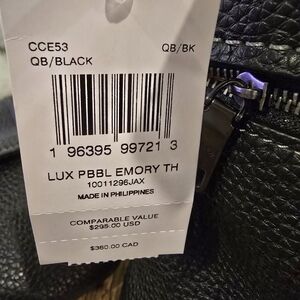 CCE53 QB/BK
QB/BLACK
1 96395 99721 3
LUX PBBL EMORY TH
10011296JAX
MADE IN PHILIPPINES
COMPARABLE VALUE
$295.00 USD
$360.00 CAD